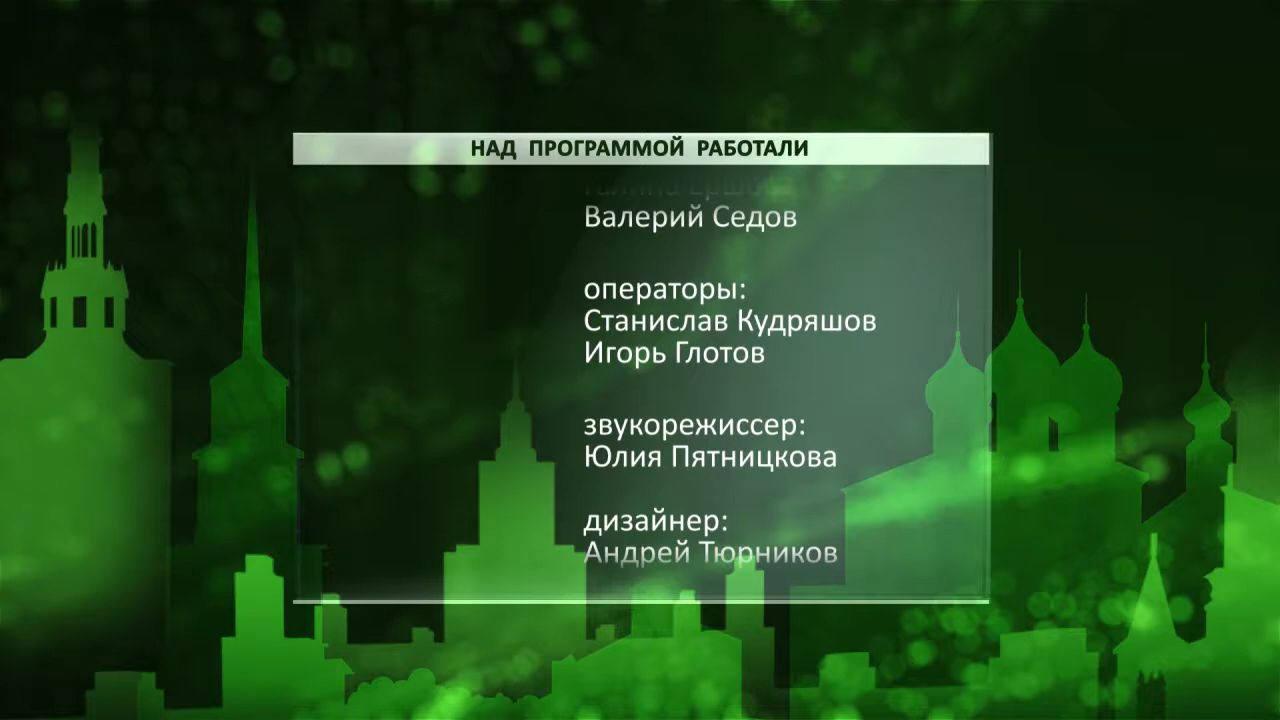 НАД ПРОГРАММОЙ РАБОТАЛИ
Валерий Седов
операторы:
Станислав Кудряшов
Игорь Глотов
звукорежиссер:
Юлия Пятницкова
дизайнер:
Андрей Тюрников